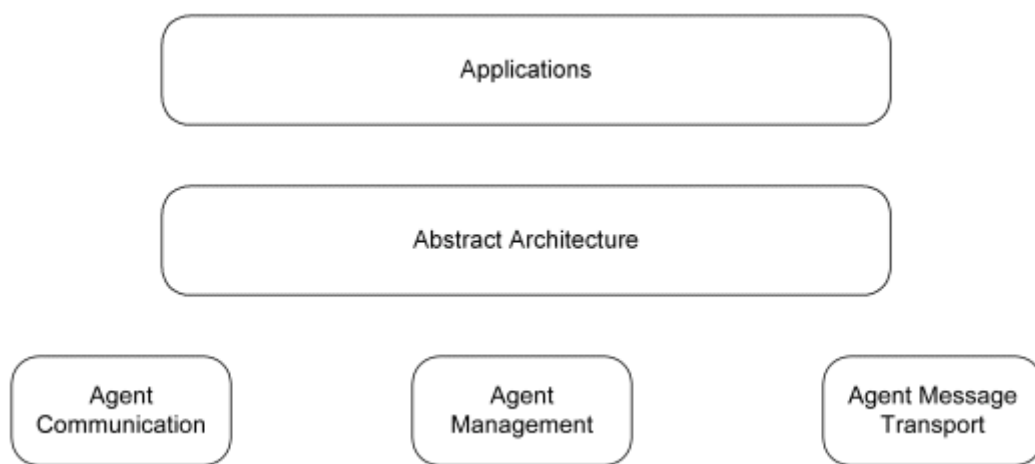 Applications
Abstract Architecture
Agent
Communication
Agent
Management
Agent Message
Transport